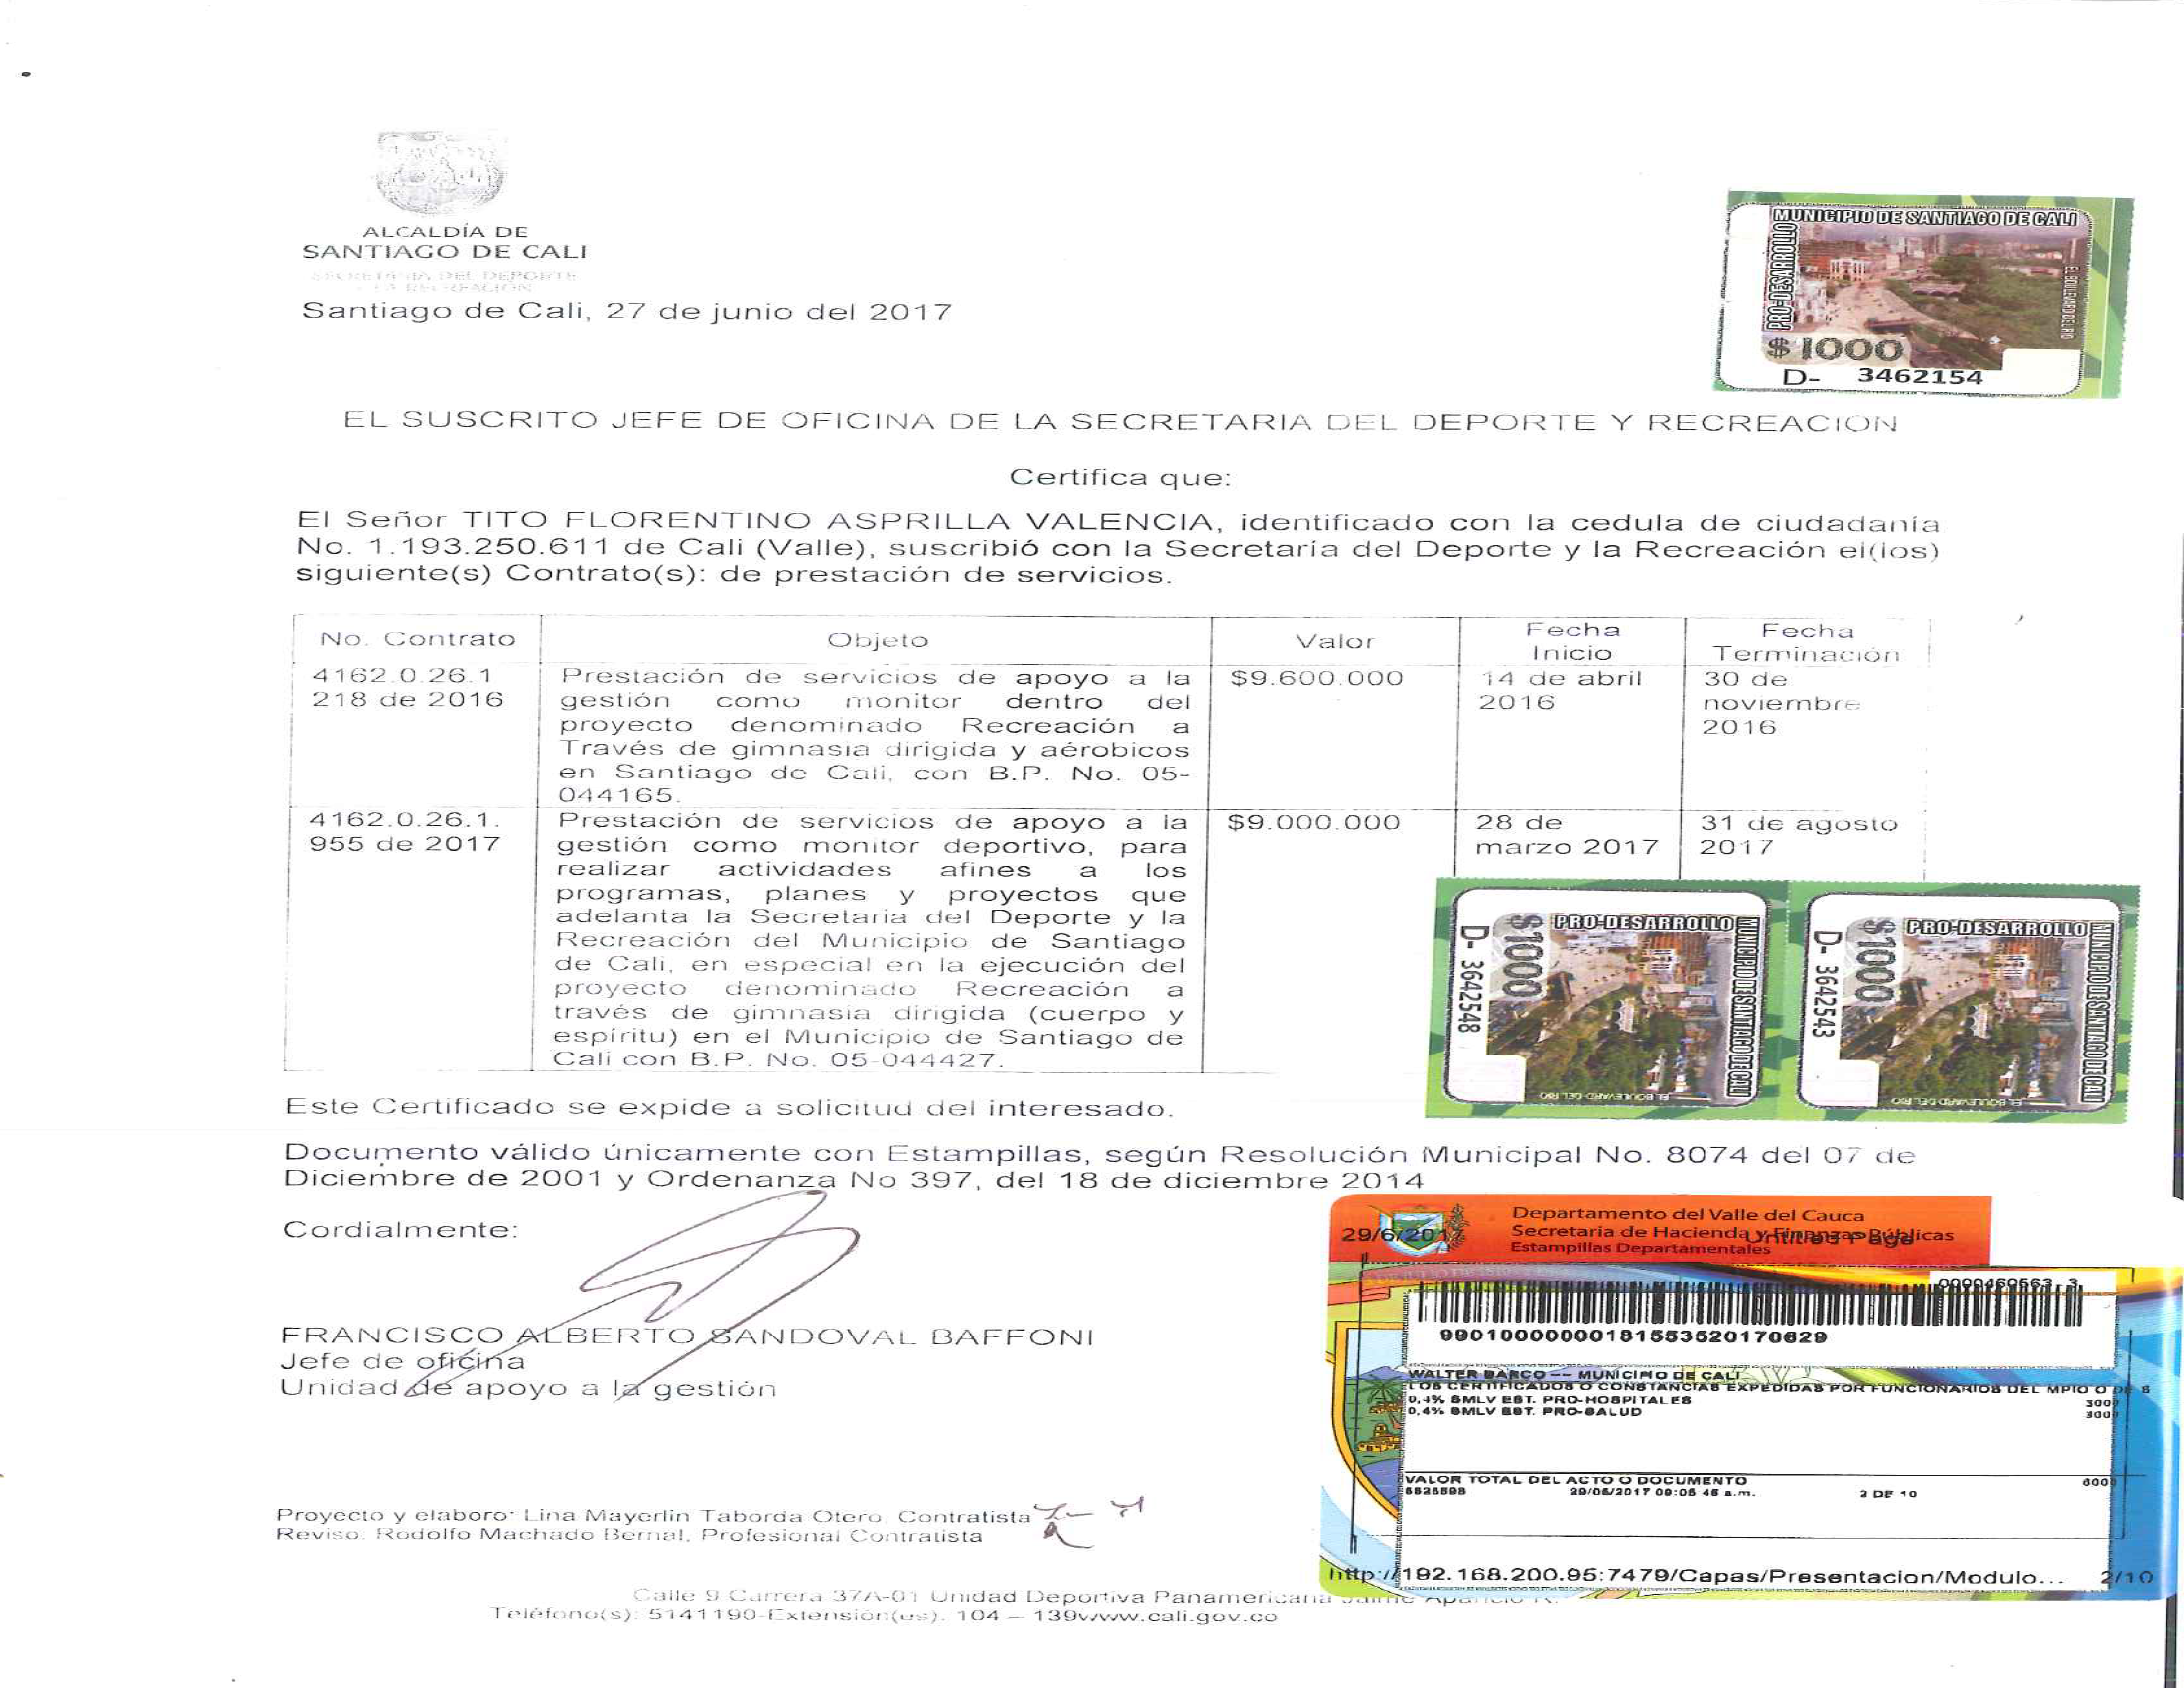 ALCALDÍA DE
SANTIAGO DE CALI
SECRETARIA DEL DEPORTE
Y LA RECREACIÓN
Santiago de Cali, 27 de junio del 2017
MUNICIPIO DE SANTIAGO DE CALI
PRO-DESARROLLO
EL BOULEVARD DEL RIO
$1000
D- 3462154
EL SUSCRITO JEFE DE OFICINA DE LA SECRETARIA DEL DEPORTE Y RECREACION
Certifica que:
El Señor TITO FLORENTINO ASPRILLA VALENCIA, identificado con la cedula de ciudadanía
No. 1.193.250.611 de Cali (Valle), suscribió con la Secretaría del Deporte y la Recreación el(los)
siguiente(s) Contrato(s): de prestación de servicios.
No. Contrato
Objeto
Valor
Fecha
Inicio
Fecha
Terminación
4162.0.26.1
218 de 2016
Prestación de servicios de apoyo a la
gestión como monitor dentro del
proyecto denominado Recreación a
Través de gimnasia dirigida y aérobicos
en Santiago de Cali, con B.P. No. 05-
044165.
$9.600.000
14 de abril
2016
30 de
noviembre
2016
4162.0.26.1.
955 de 2017
Prestación de servicios de apoyo a la
gestión como monitor deportivo, para
realizar actividades afines a los
programas, planes y proyectos que
adelanta la Secretaria del Deporte y la
Recreación del Municipio de Santiago
de Cali, en especial en la ejecución del
proyecto denominado Recreación a
través de gimnasia dirigida (cuerpo y
espíritu) en el Municipio de Santiago de
Cali con B.P. No. 05-044427.
$9.000.000
28 de
marzo 2017
31 de agosto
2017
PRO-DESARROLLO
MUNICIPIO DE SANTIAGO DE CALI
$1000
D- 3642548
EL BOULEVARD DEL RIO
PRO-DESARROLLO
MUNICIPIO DE SANTIAGO DE CALI
$1000
D- 3642543
EL BOULEVARD DEL RIO
Este Certificado se expide a solicitud del interesado.
Documento válido únicamente con Estampillas, según Resolución Municipal No. 8074 del 07 de
Diciembre de 2001 y Ordenanza No 397, del 18 de diciembre 2014
Cordialmente:
FRANCISCO ALBERTO SANDOVAL BAFFONI
Jefe de oficina
Unidad de apoyo a la gestión
Departamento del Valle del Cauca
Secretaria de Hacienda y Finanzas Públicas
Estampillas Departamentales
29/6/2017
Untitled Page
0000460563 3
99010000000181553520170629
WALTER BARCO -- MUNICIPIO DE CALI
LOS CERTIFICADOS O CONSTANCIAS EXPEDIDAS POR FUNCIONARIOS DEL MPIO O DE S
0,4% SMLV EST. PRO-HOSPITALES 3000
0,4% SMLV EST. PRO-SALUD 3000
VALOR TOTAL DEL ACTO O DOCUMENTO 6000
29/06/2017 09:05 46 a.m. 2 DE 10
http://192.168.200.95:7479/Capas/Presentacion/Modulo... 2/10
Proyecto y elaboro: Lina Mayerlin Taborda Otero. Contratista
Reviso: Rodolfo Machado Bernal, Profesional Contratista
Calle 9 Carrera 37A-01 Unidad Deportiva Panamericana Jaime Aparicio R.
Teléfono(s): 5141190-Extensión(es). 104 – 139www.cali.gov.co